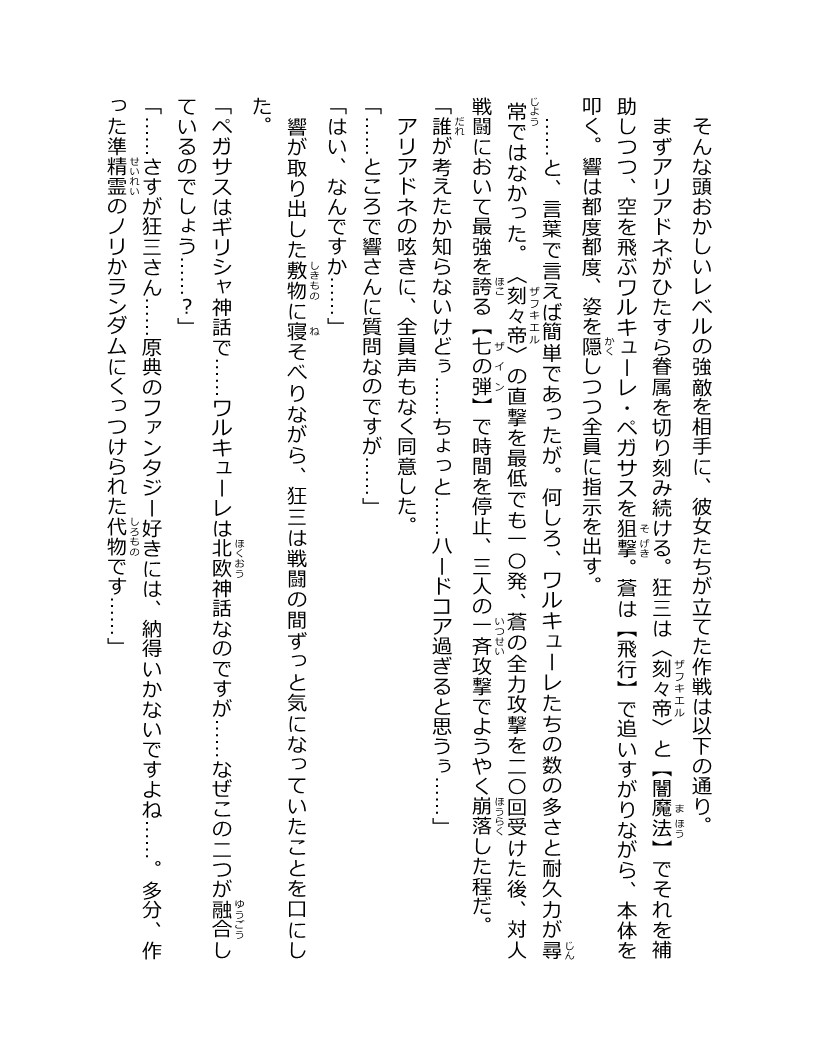 そんな頭おかしいレベルの強敵を相手に、彼女たちが立てた作戦は以下の通り。
まずアリアドネがひたすら眷属を切り刻み続ける。狂三は〈刻々帝〉と【闇魔法】でそれを補
助しつつ、空を飛ぶワルキューレ・ペガサスを狙撃。蒼は【飛行】で追いすがりながら、本体を
叩く。響は都度都度、姿を隠しつつ全員に指示を出す。
……と、言葉で言えば簡単であったが。何しろ、ワルキューレたちの数の多さと耐久力が尋
常ではなかった。〈刻々帝〉の直撃を最低でも一〇発、蒼の全力攻撃を二〇回受けた後、対人
戦闘において最強を誇る【七の弾】で時間を停止、三人の一斉攻撃でようやく崩落した程だ。
「誰が考えたか知らないけどぅ……ちょっと……ハードコア過ぎると思うぅ……」
アリアドネの呟きに、全員声もなく同意した。
「……ところで響さんに質問なのですが……」
「はい、なんですか……」
響が取り出した敷物に寝そべりながら、狂三は戦闘の間ずっと気になっていたことを口にし
た。
「ペガサスはギリシャ神話で……ワルキューレは北欧神話なのですが……なぜこの二つが融合し
ているのでしょう……？」
「……さすが狂三さん……原典のファンタジー好きには、納得いかないですよね……。多分、作
った準精霊のノリかランダムにくっつけられた代物です……」